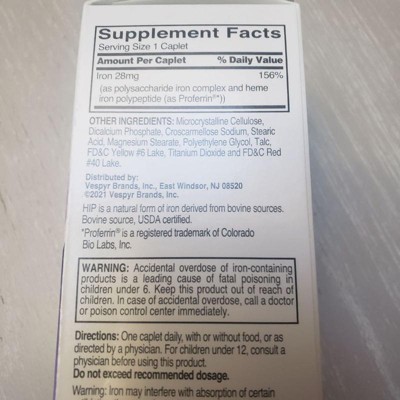 Supplement Facts
Serving Size 1 Caplet
Amount Per Caplet % Daily Value
Iron 28mg 156%
(as polysaccharide iron complex and heme
iron polypeptide (as Proferrin®*))
OTHER INGREDIENTS: Microcrystalline Cellulose,
Dicalcium Phosphate, Croscarmellose Sodium, Stearic
Acid, Magnesium Stearate, Polyethylene Glycol, Talc,
FD&C Yellow #6 Lake, Titanium Dioxide and FD&C Red
#40 Lake.
Distributed by:
Vespyr Brands, Inc., East Windsor, NJ 08520
©2021 Vespyr Brands, Inc.
HIP is a natural form of iron derived from bovine sources.
Bovine source, USDA certified.
*Proferrin® is a registered trademark of Colorado
Bio Labs, Inc.
WARNING: Accidental overdose of iron-containing
products is a leading cause of fatal poisoning in
children under 6. Keep this product out of reach of
children. In case of accidental overdose, call a doctor
or poison control center immediately.
Directions: One caplet daily, with or without food, or as
directed by a physician. For children under 12, consult a
physician before using this product.
Do not exceed recommended dosage.
Warning: Iron may interfere with absorption of certain